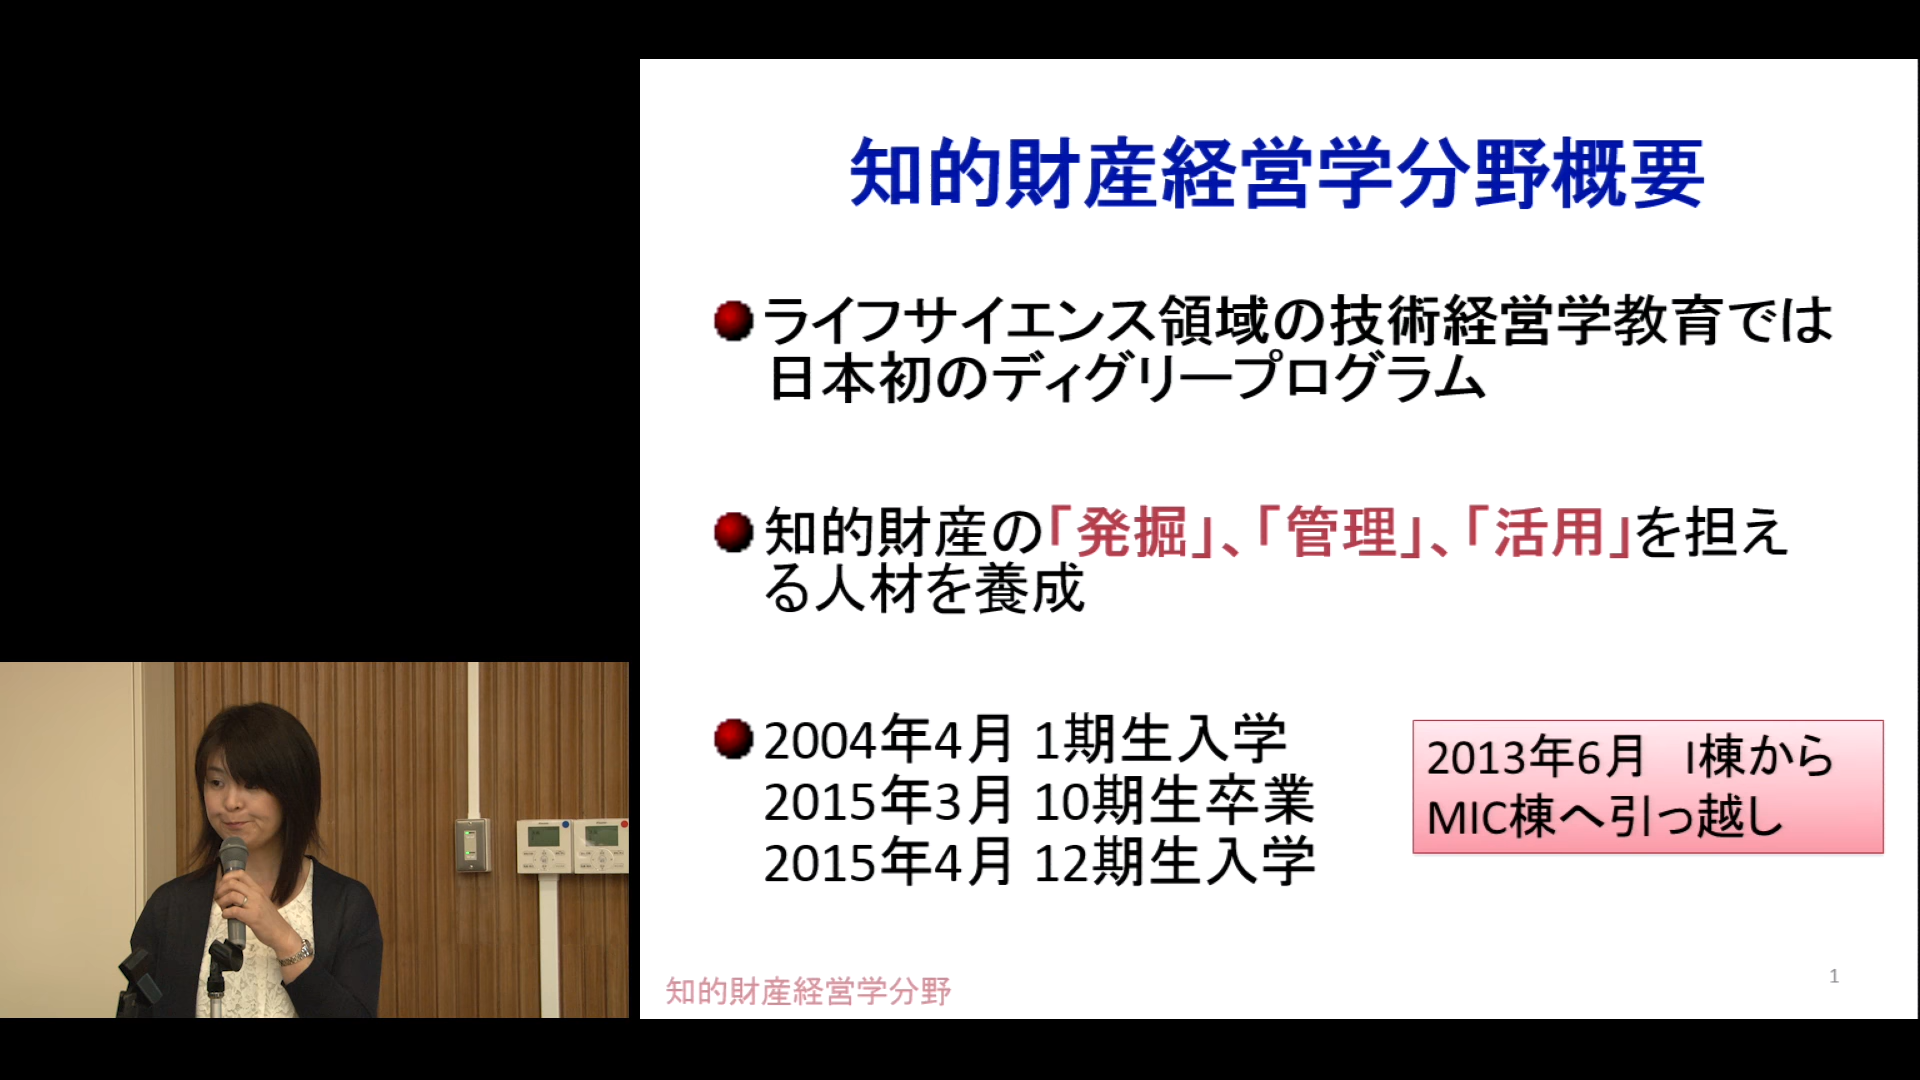 知的財産経営学分野概要
ライフサイエンス領域の技術経営学教育では
日本初のディグリープログラム
知的財産の「発掘」、「管理」、「活用」を担え
る人材を養成
2004年4月 1期生入学
2015年3月 10期生卒業
2015年4月 12期生入学
2013年6月　I棟から
MIC棟へ引っ越し
知的財産経営学分野
1